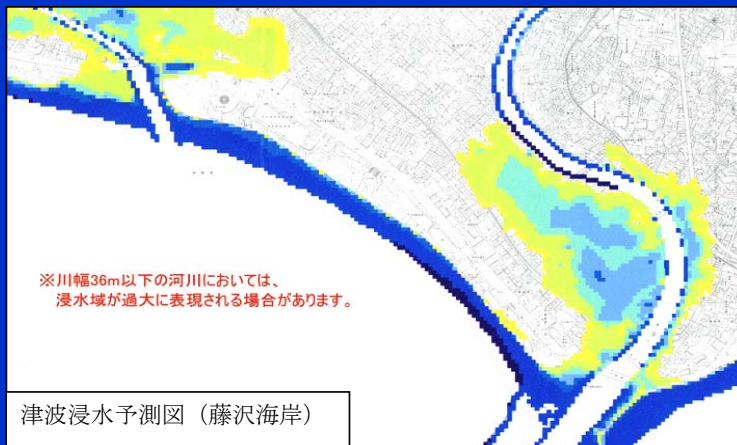 ※川幅36m以下の河川においては、
浸水域が過大に表現される場合があります。
津波浸水予測図（藤沢海岸）